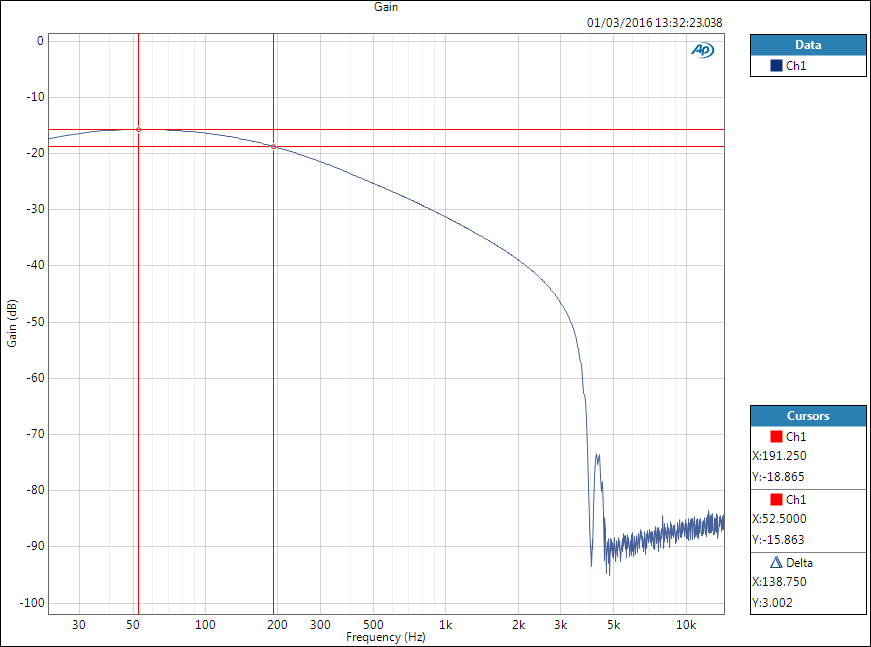 Gain
01/03/2016 13:32:23.038
AP
Data
Ch1
0
-10
-20
-30
-40
-50
-60
-70
-80
-90
-100
Gain (dB)
30 50 100 200 300 500 1k 2k 3k 5k 10k
Frequency (Hz)
Cursors
Ch1
X:191.250
Y:-18.865
Ch1
X:52.5000
Y:-15.863
Delta
X:138.750
Y:3.002